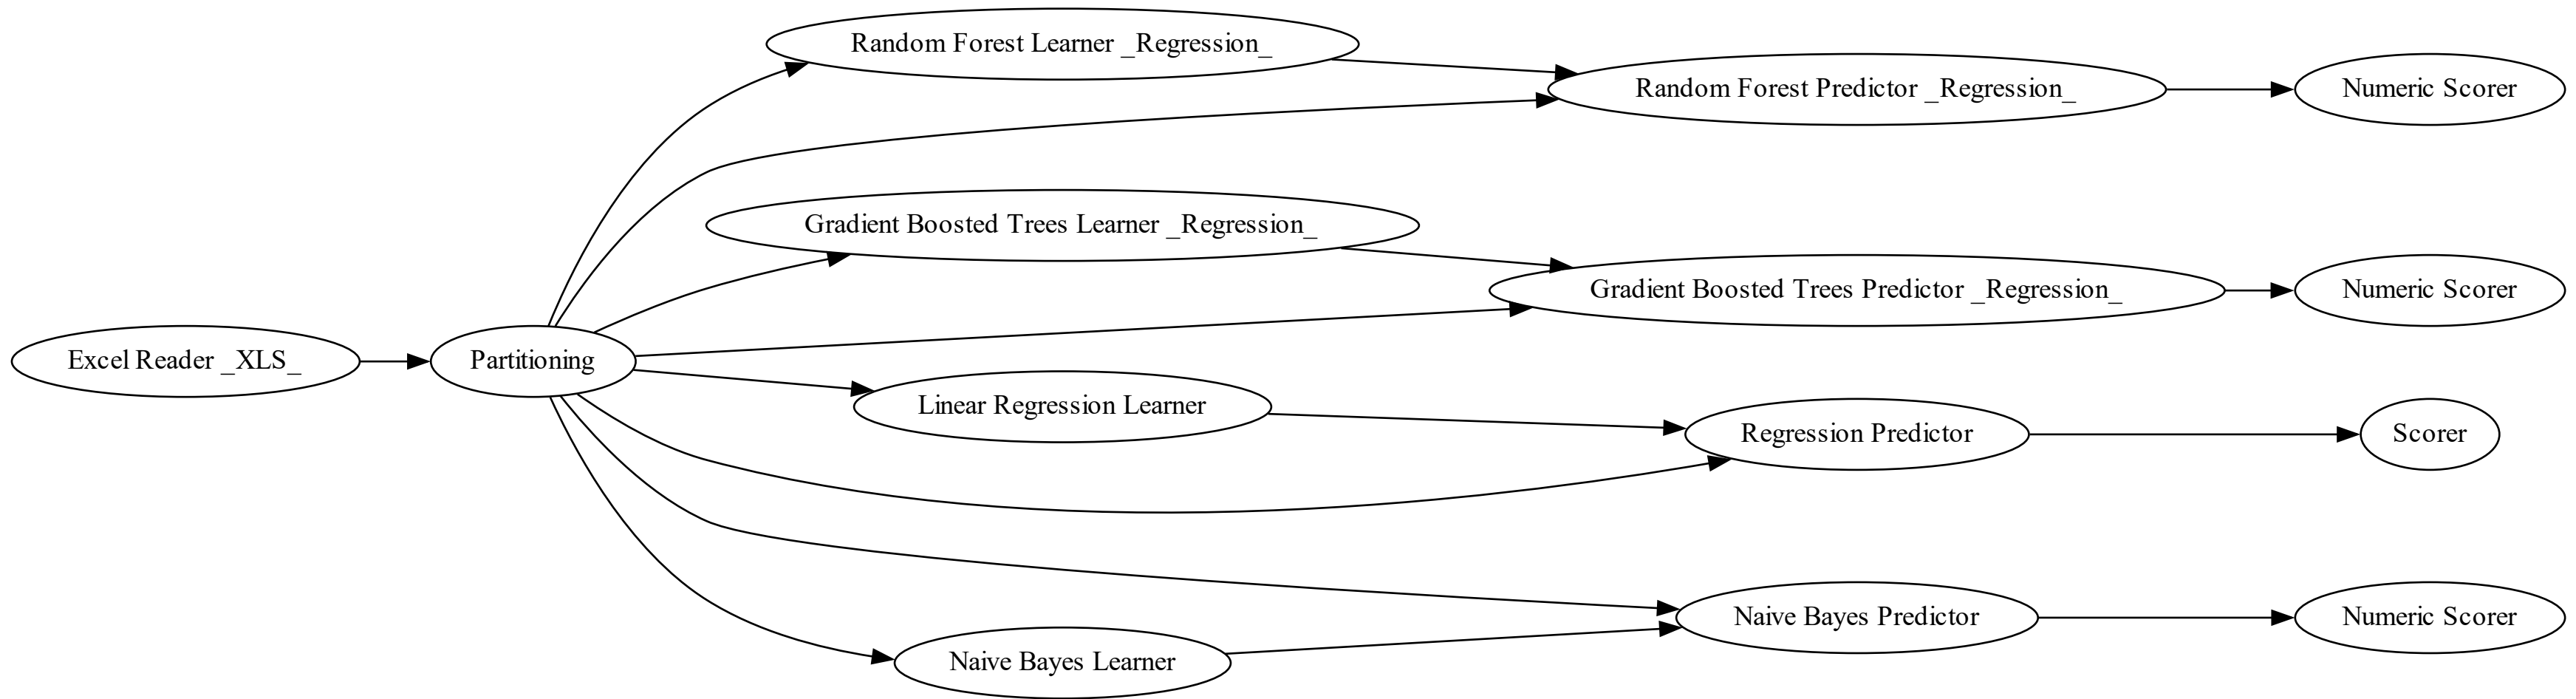 Random Forest Learner _Regression_
Random Forest Predictor _Regression_
Numeric Scorer
Gradient Boosted Trees Learner _Regression_
Gradient Boosted Trees Predictor _Regression_
Numeric Scorer
Excel Reader _XLS_
Partitioning
Linear Regression Learner
Regression Predictor
Scorer
Naive Bayes Predictor
Numeric Scorer
Naive Bayes Learner